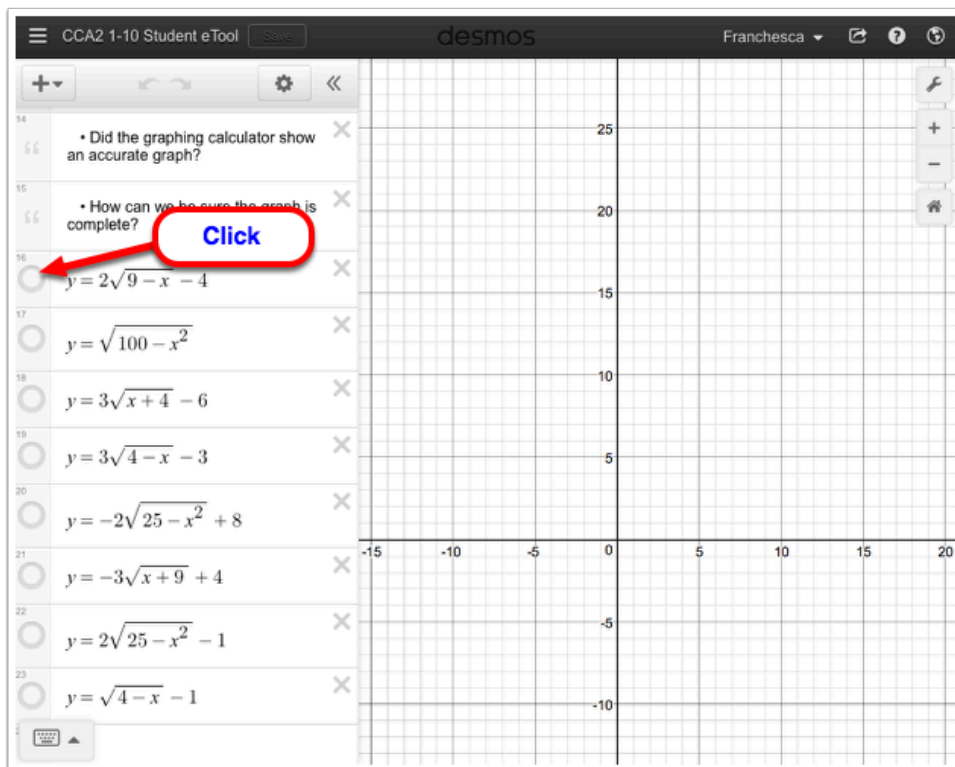 CCA2 1-10 Student eTool Save desmos Franchesca
14
• Did the graphing calculator show
an accurate graph?
15
• How can we be sure the graph is
complete?
Click
16
y = 2√(9 − x) − 4
17
y = √(100 − x²)
18
y = 3√(x + 4) − 6
19
y = 3√(4 − x) − 3
20
y = −2√(25 − x²) + 8
21
y = −3√(x + 9) + 4
22
y = 2√(25 − x²) − 1
23
y = √(4 − x) − 1
25
20
15
10
5
-15 -10 -5 0 5 10 15 20
-5
-10